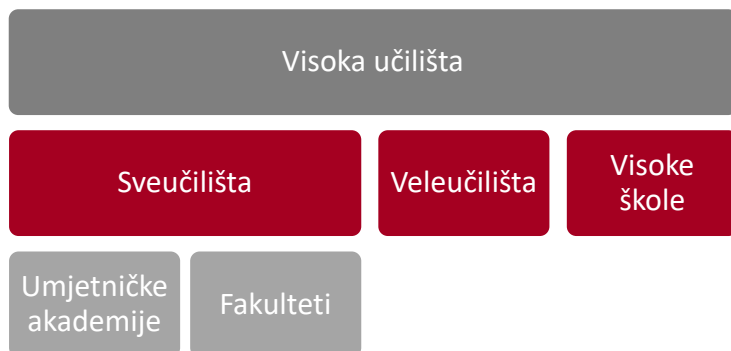 Visoka učilišta
Sveučilišta
Veleučilišta
Visoke
škole
Umjetničke
akademije
Fakulteti